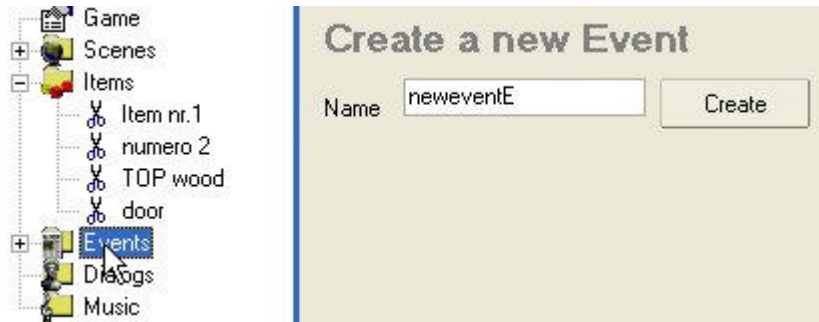 Game
Scenes
Items
Item nr.1
numero 2
TOP wood
door
Events
Dialogs
Music
Create a new Event
Name
neweventE
Create